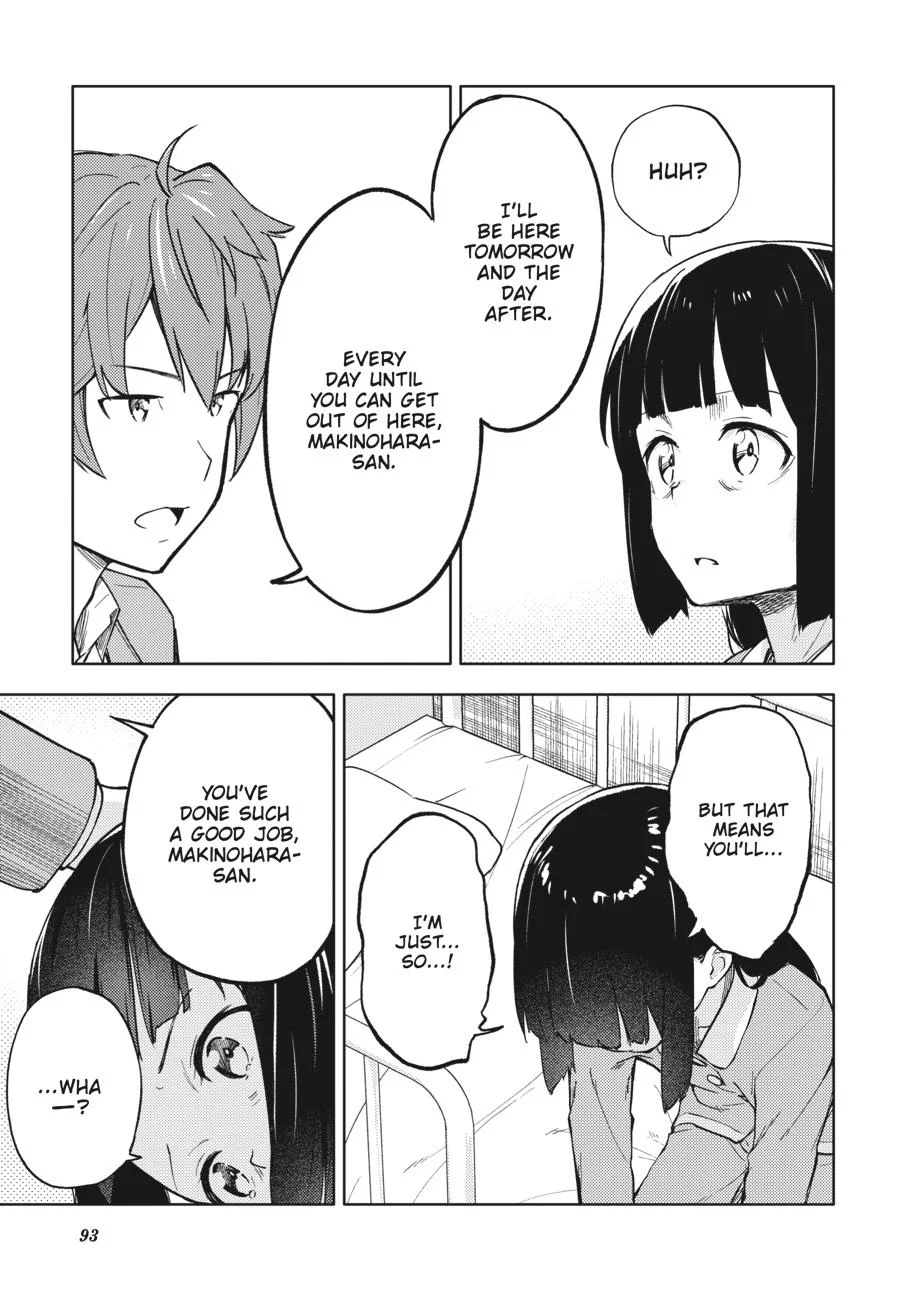 HUH?
I'LL
BE HERE
TOMORROW
AND THE
DAY
AFTER.
EVERY
DAY UNTIL
YOU CAN GET
OUT OF HERE,
MAKINOHARA-
SAN.
BUT THAT
MEANS
YOU'LL...
I'M
JUST...
SO...!
YOU'VE
DONE SUCH
A GOOD JOB,
MAKINOHARA-
SAN.
...WHA
—?
93